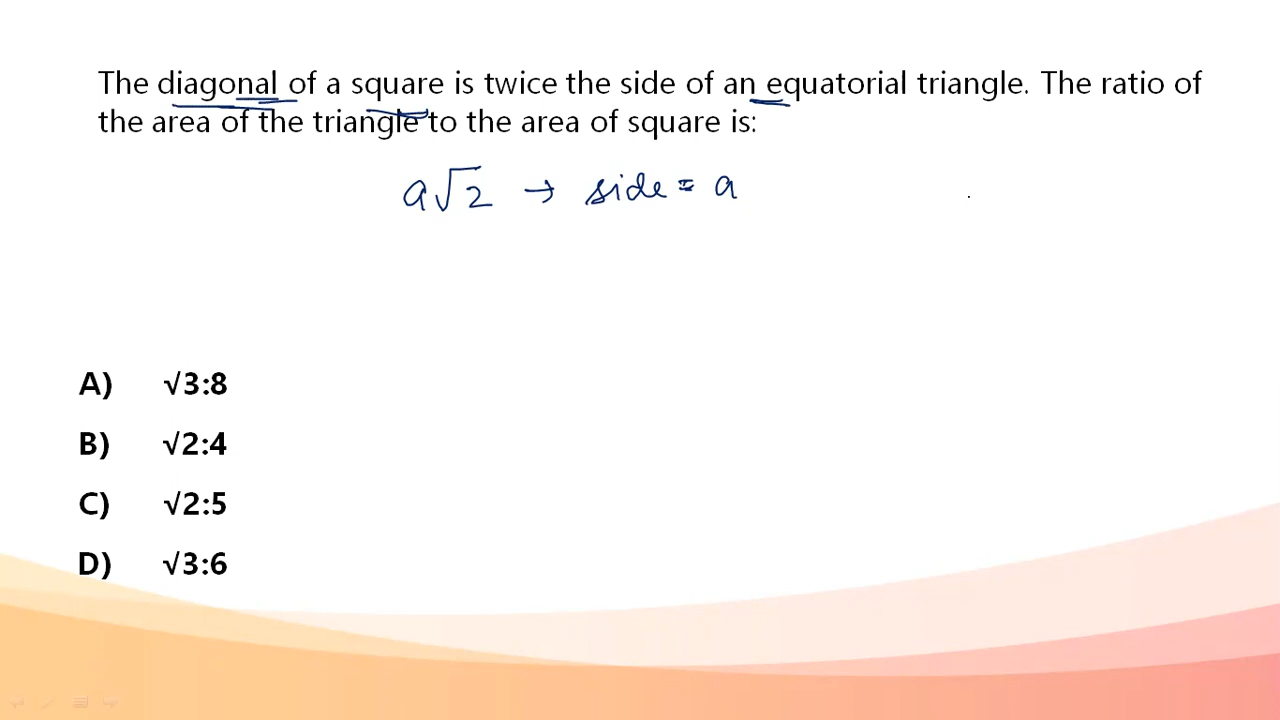 The diagonal of a square is twice the side of an equatorial triangle. The ratio of
the area of the triangle to the area of square is:
a√2 → side = a
A) √3:8
B) √2:4
C) √2:5
D) √3:6